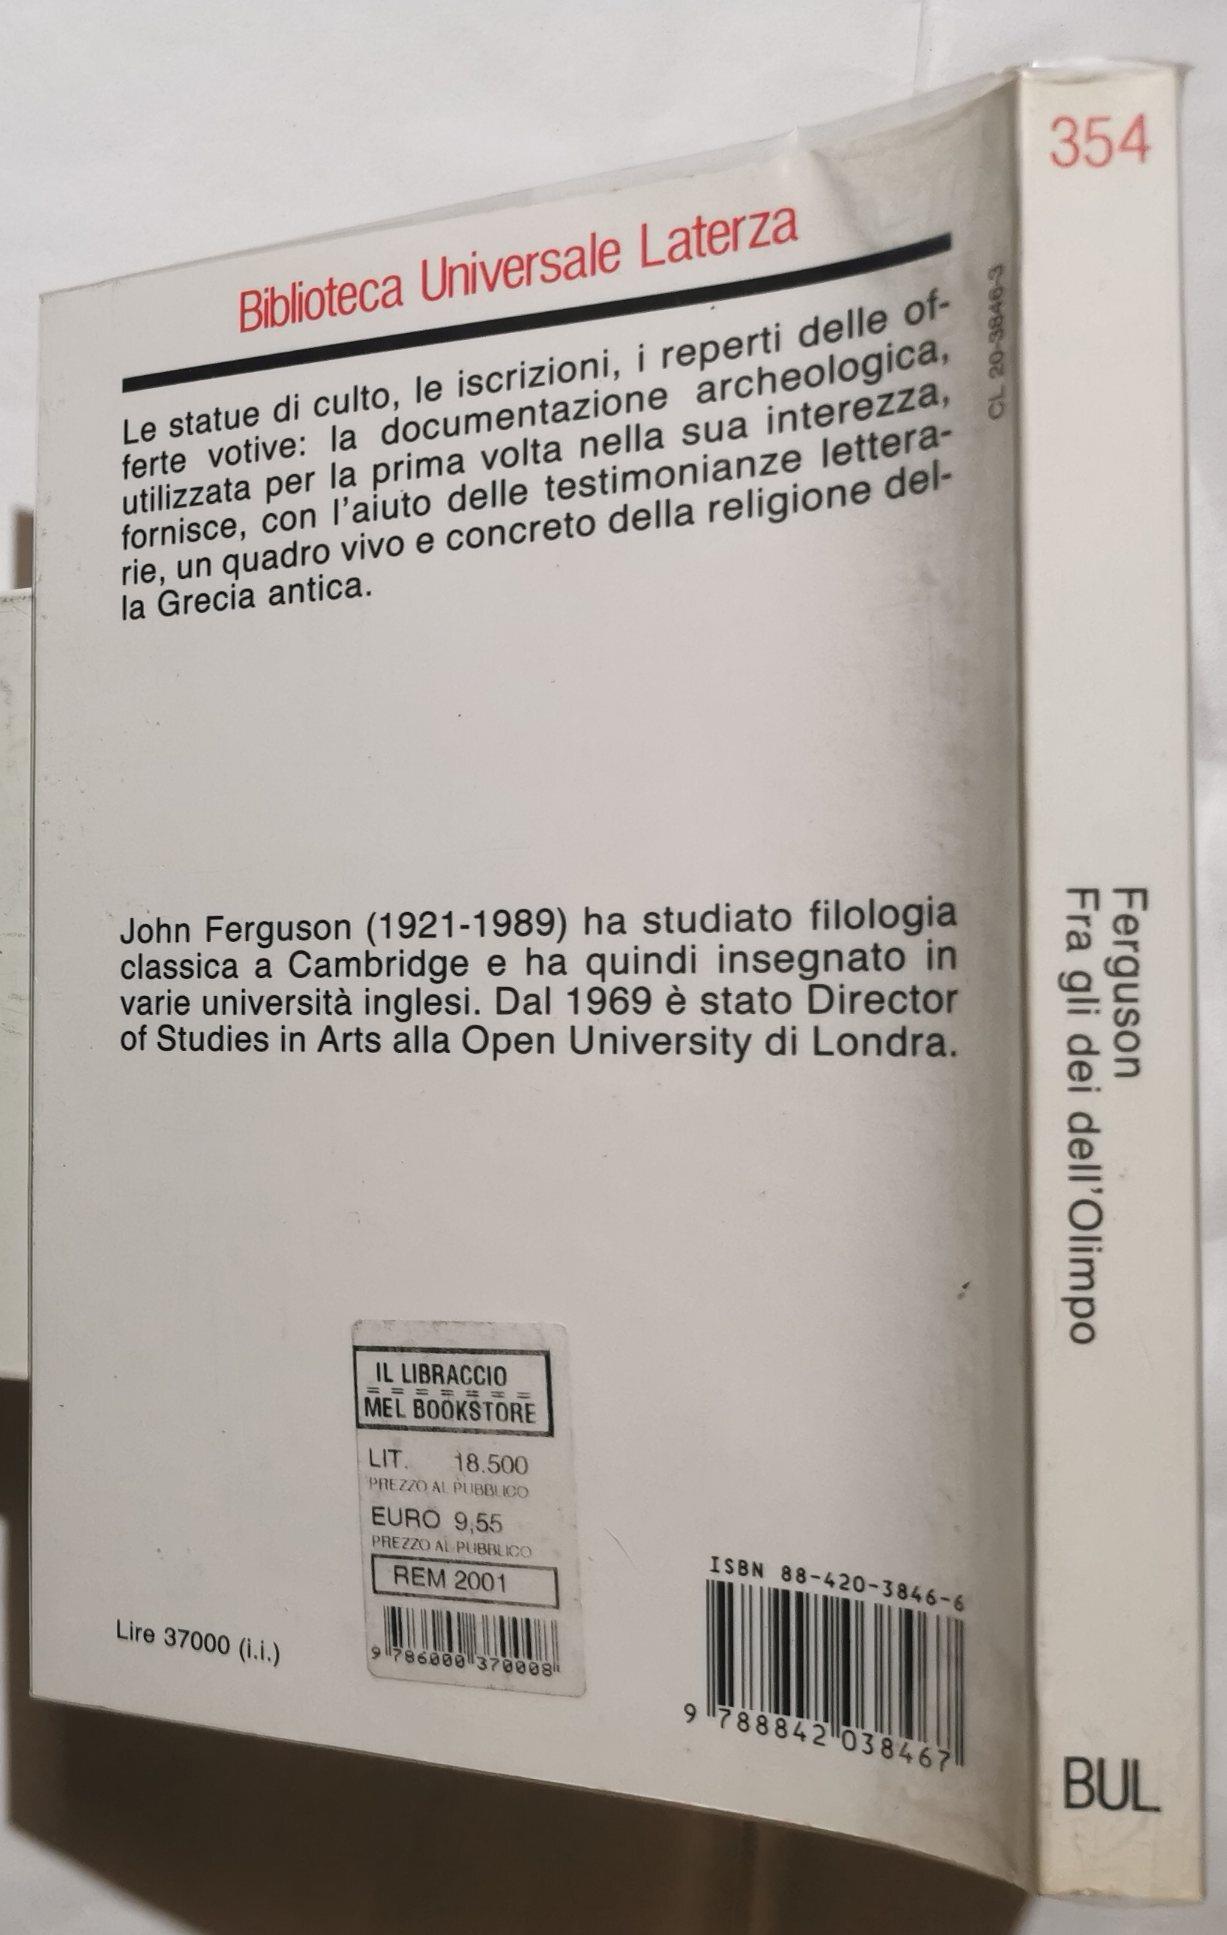 Biblioteca Universale Laterza
Le statue di culto, le iscrizioni, i reperti delle of-
ferte votive: la documentazione archeologica,
utilizzata per la prima volta nella sua interezza,
fornisce, con l'aiuto delle testimonianze lettera-
rie, un quadro vivo e concreto della religione del-
la Grecia antica.
John Ferguson (1921-1989) ha studiato filologia
classica a Cambridge e ha quindi insegnato in
varie università inglesi. Dal 1969 è stato Director
of Studies in Arts alla Open University di Londra.
IL LIBRACCIO
MEL BOOKSTORE
LIT. 18.500
PREZZO AL PUBBLICO
EURO 9,55
PREZZO AL PUBBLICO
REM 2001
9 786000 370008
Lire 37000 (i.i.)
ISBN 88-420-3846-6
9 788842 038467
CL 20-3846-3
354
Ferguson
Fra gli dei dell'Olimpo
BUL